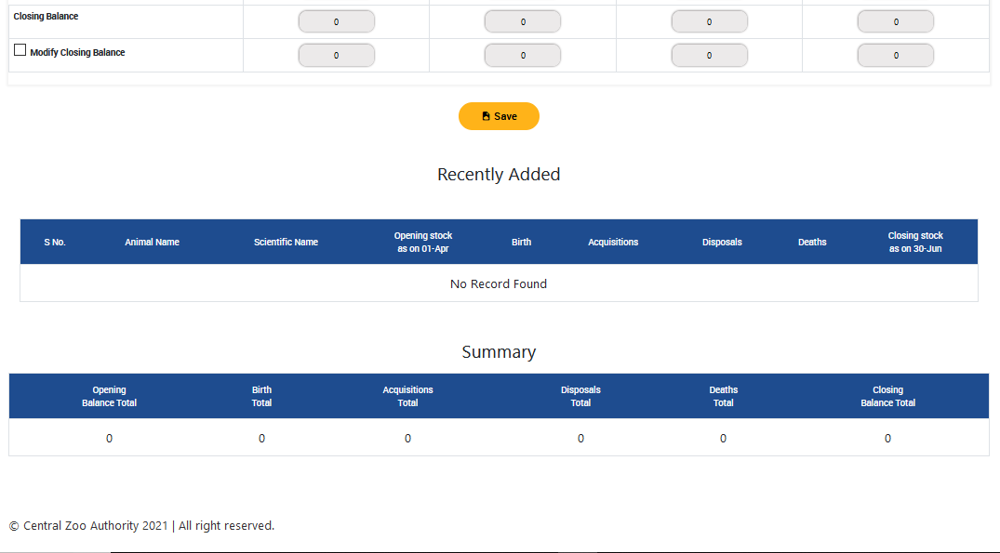 Closing Balance 0 0 0 0
Modify Closing Balance 0 0 0 0
Save
Recently Added
S No. Animal Name Scientific Name Opening stock as on 01-Apr Birth Acquisitions Disposals Deaths Closing stock as on 30-Jun
No Record Found
Summary
Opening Balance Total Birth Total Acquisitions Total Disposals Total Deaths Total Closing Balance Total
0 0 0 0 0 0
© Central Zoo Authority 2021 | All right reserved.